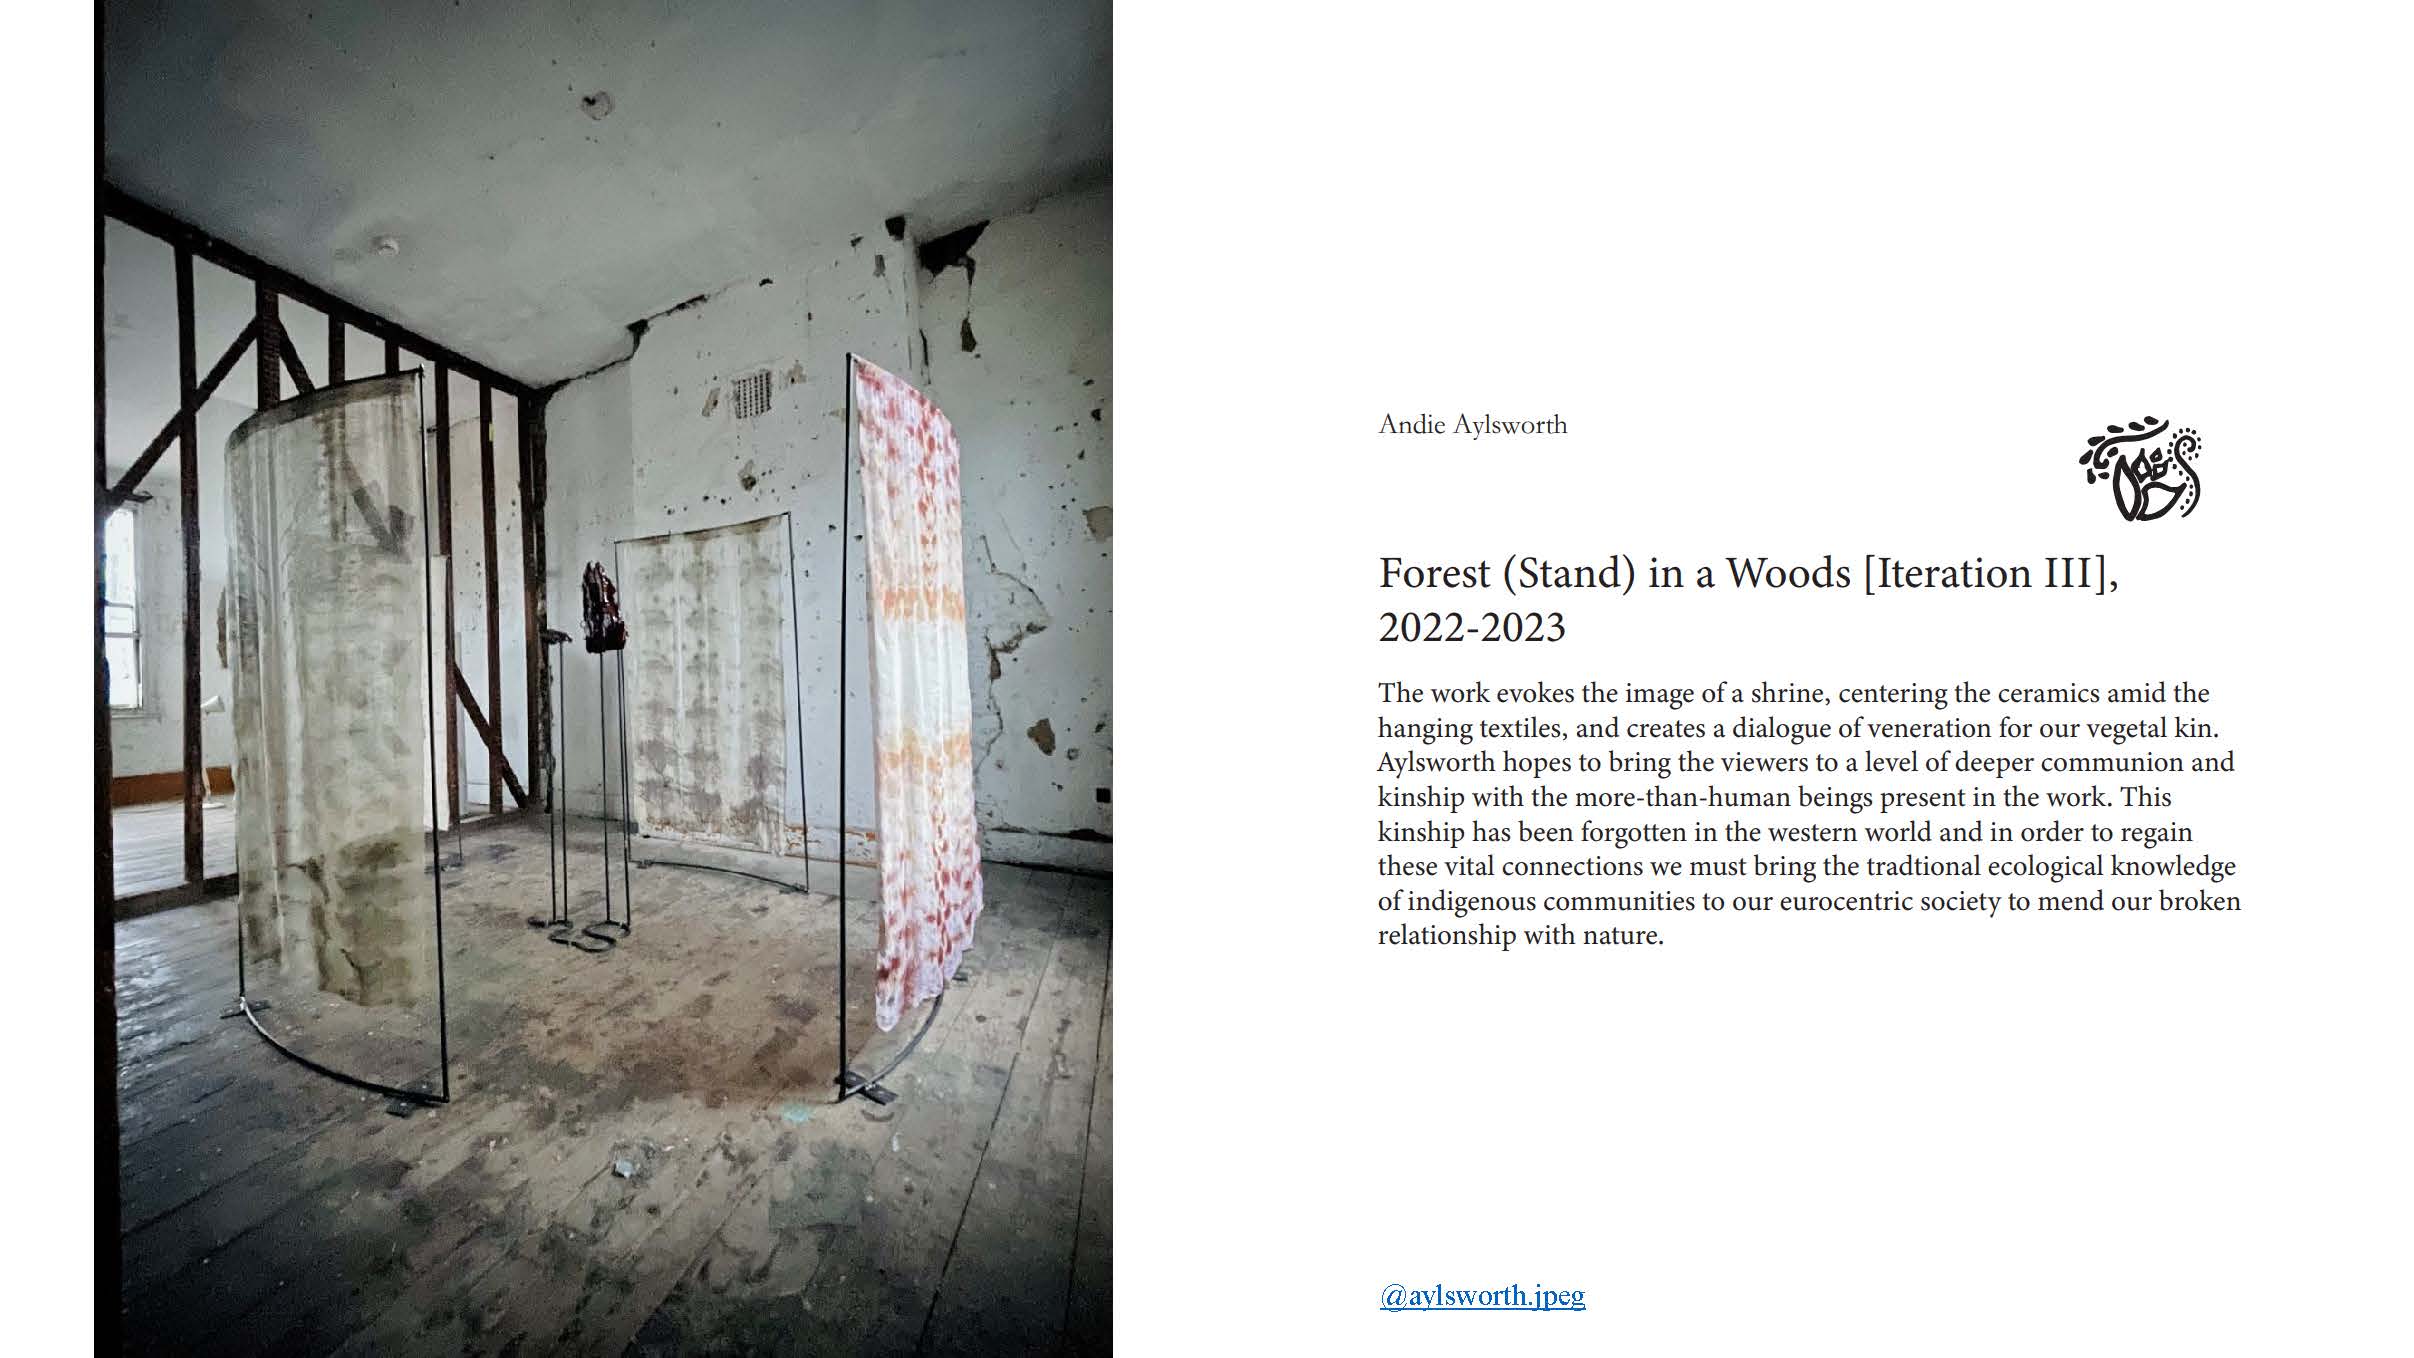 Andie Aylsworth
Forest (Stand) in a Woods [Iteration III],
2022-2023
The work evokes the image of a shrine, centering the ceramics amid the
hanging textiles, and creates a dialogue of veneration for our vegetal kin.
Aylsworth hopes to bring the viewers to a level of deeper communion and
kinship with the more-than-human beings present in the work. This
kinship has been forgotten in the western world and in order to regain
these vital connections we must bring the tradtional ecological knowledge
of indigenous communities to our eurocentric society to mend our broken
relationship with nature.
@aylsworth.jpeg